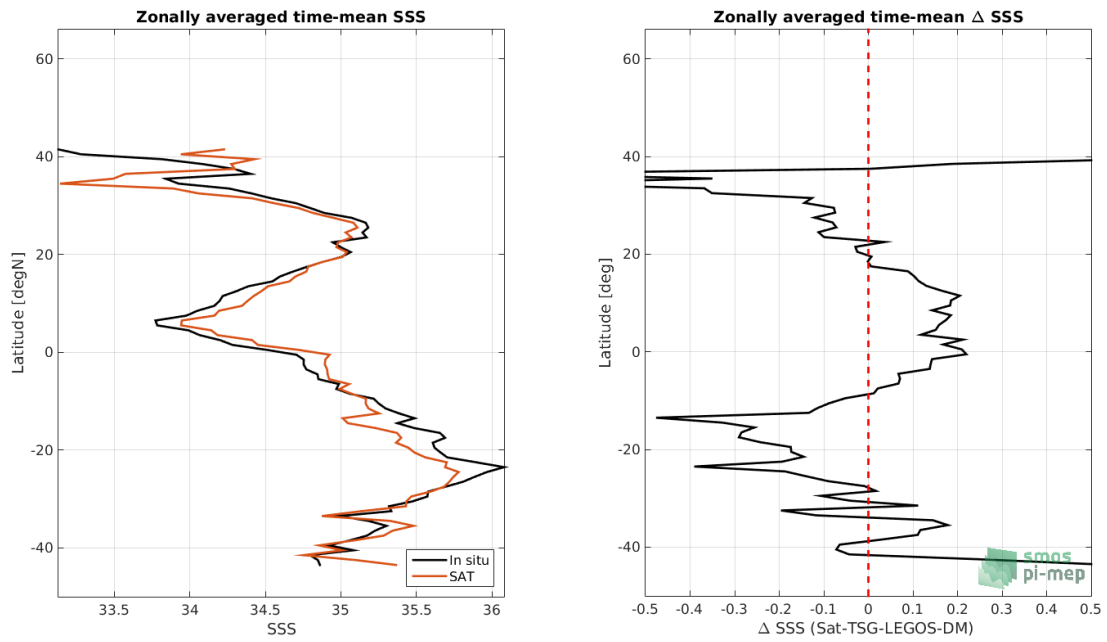 Zonally averaged time-mean SSS
60
40
20
0
-20
-40
Latitude [degN]
33.5
34
34.5
35
35.5
36
SSS
In situ
SAT
Zonally averaged time-mean Δ SSS
60
40
20
0
-20
-40
Latitude [deg]
-0.5
-0.4
-0.3
-0.2
-0.1
0
0.1
0.2
0.3
0.4
0.5
Δ SSS (Sat-TSG-LEGOS-DM)
smos
pi-mep